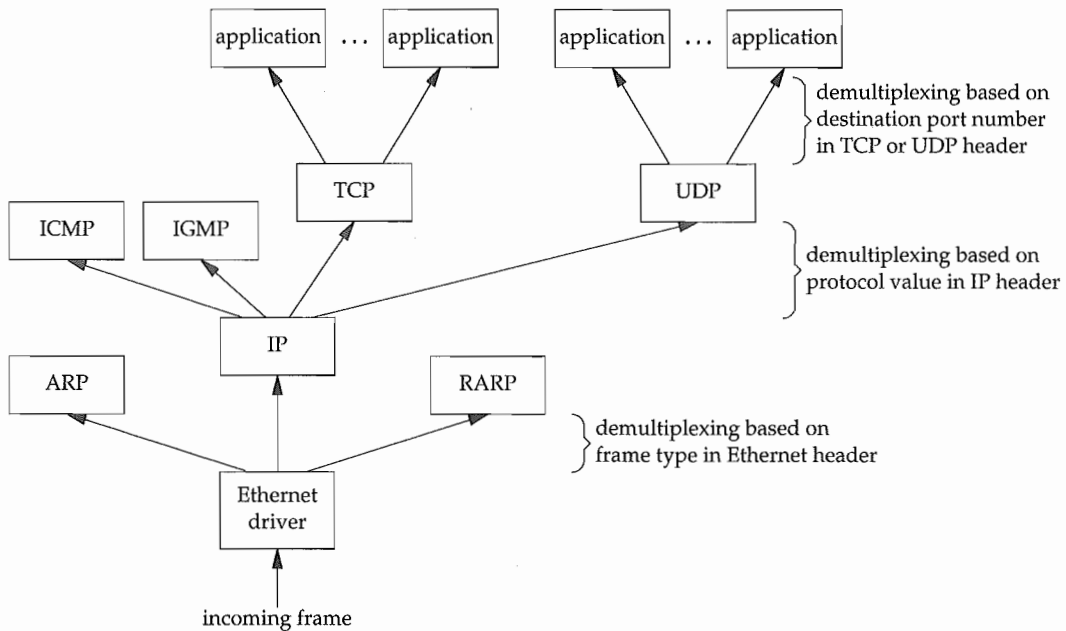 application ... application
application ... application
demultiplexing based on
destination port number
in TCP or UDP header
TCP
UDP
ICMP
IGMP
demultiplexing based on
protocol value in IP header
IP
ARP
RARP
demultiplexing based on
frame type in Ethernet header
Ethernet
driver
incoming frame